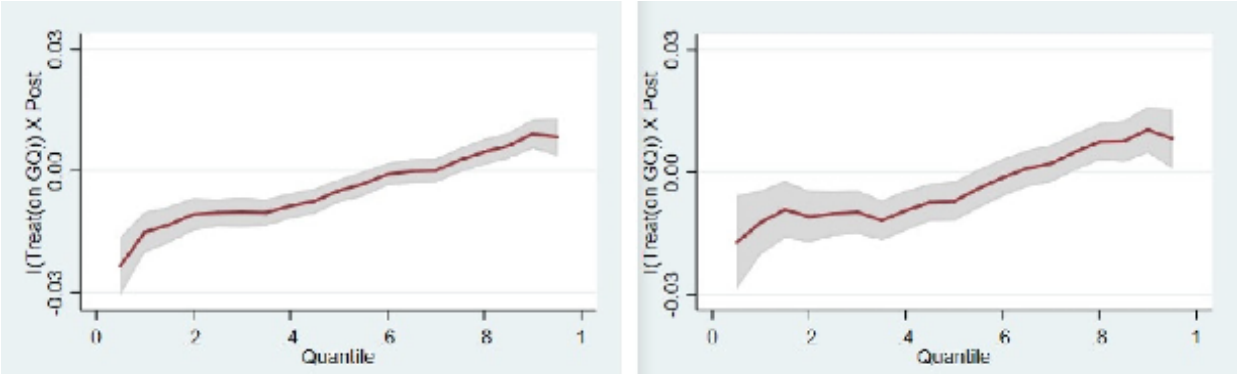 I(Treat(on GQ)) X Post
0.03
0.00
-0.03
0 .2 .4 .6 .8 1
Quantile
I(Treat(on GQ)) X Post
0.03
0.00
-0.03
0 .2 .4 .6 .8 1
Quantile